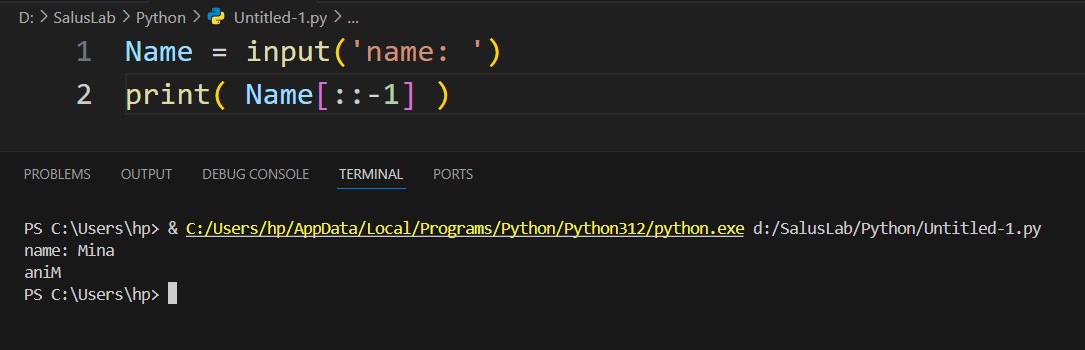 D: > SalusLab > Python > Untitled-1.py > ...
1 Name = input('name: ')
2 print( Name[::-1] )
PROBLEMS OUTPUT DEBUG CONSOLE TERMINAL PORTS
PS C:\Users\hp> & C:/Users/hp/AppData/Local/Programs/Python/Python312/python.exe d:/SalusLab/Python/Untitled-1.py
name: Mina
aniM
PS C:\Users\hp>